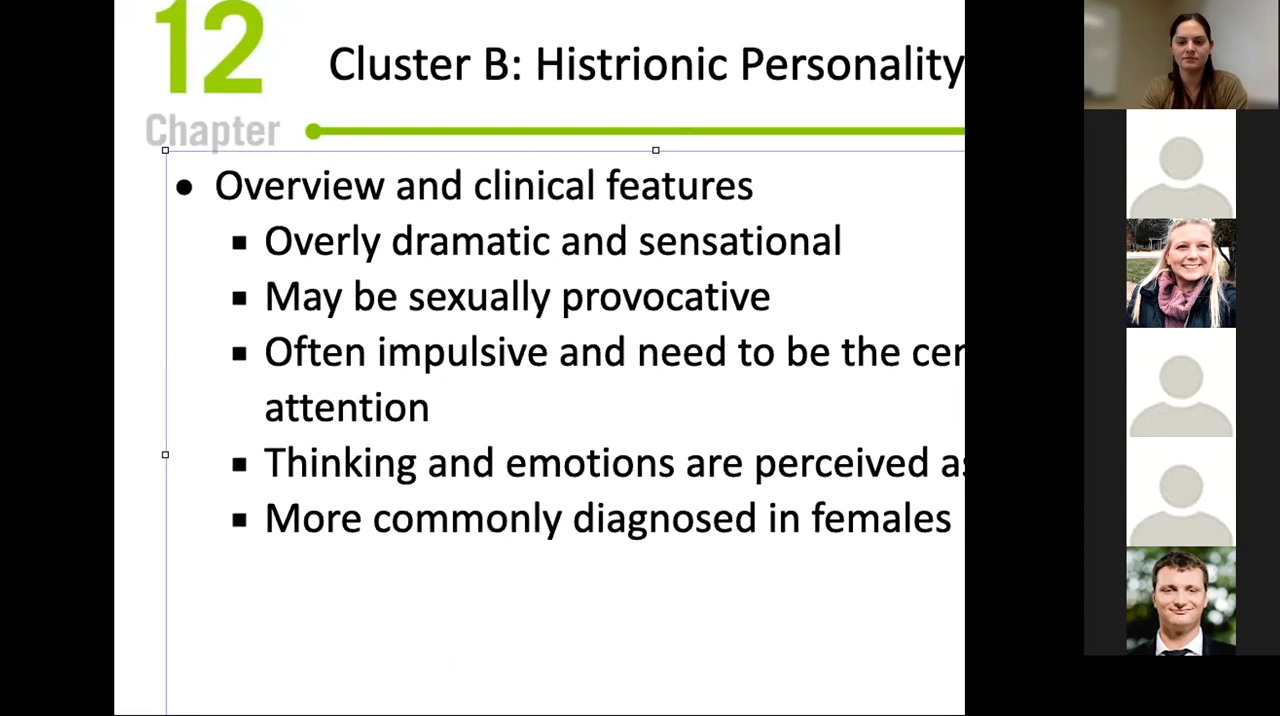 12
Chapter
Cluster B: Histrionic Personality
• Overview and clinical features
▪ Overly dramatic and sensational
▪ May be sexually provocative
▪ Often impulsive and need to be the
attention
▪ Thinking and emotions are perceived
▪ More commonly diagnosed in females